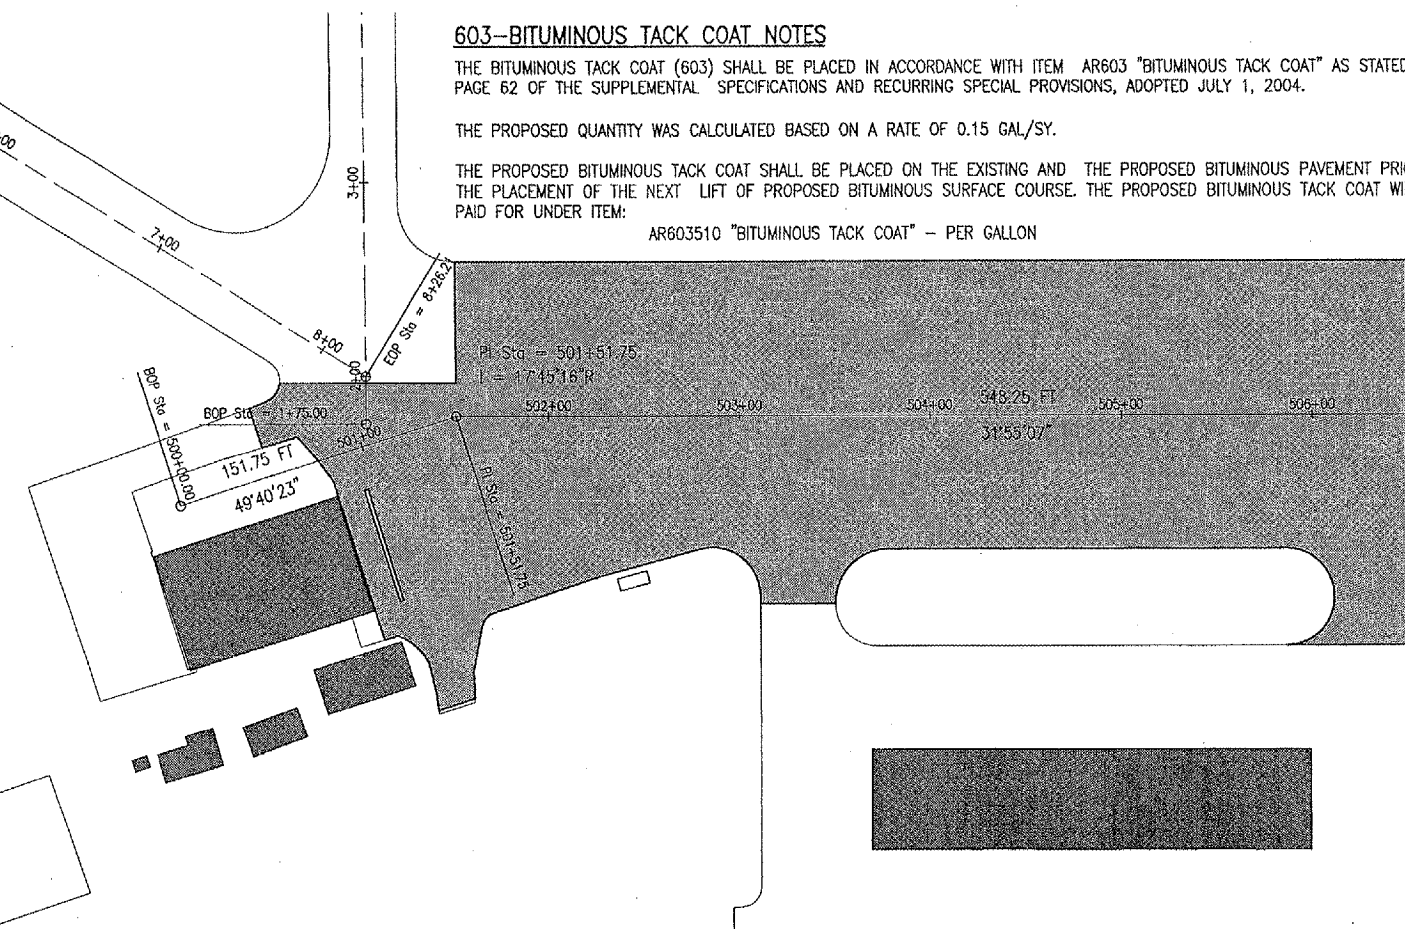 603-BITUMINOUS TACK COAT NOTES
THE BITUMINOUS TACK COAT (603) SHALL BE PLACED IN ACCORDANCE WITH ITEM AR603 "BITUMINOUS TACK COAT" AS STATED
PAGE 62 OF THE SUPPLEMENTAL SPECIFICATIONS AND RECURRING SPECIAL PROVISIONS, ADOPTED JULY 1, 2004.
THE PROPOSED QUANTITY WAS CALCULATED BASED ON A RATE OF 0.15 GAL/SY.
THE PROPOSED BITUMINOUS TACK COAT SHALL BE PLACED ON THE EXISTING AND THE PROPOSED BITUMINOUS PAVEMENT
THE PLACEMENT OF THE NEXT LIFT OF PROPOSED BITUMINOUS SURFACE COURSE. THE PROPOSED BITUMINOUS TACK COAT
PAID FOR UNDER ITEM:
AR603510 "BITUMINOUS TACK COAT" - PER GALLON
3+00
7+00
8+00
2+00
EOP Sta = 8+26.2
PI Sta = 501+51.75
I = 17°45'16"R
BOP Sta = 500+00.00
BOP Sta = 1+75.00
501+00
502+00
503+00
504+00
548.25 FT
505+00
506+00
31°55'07"
151.75 FT
49°40'23"
PI Sta = 501+51.75